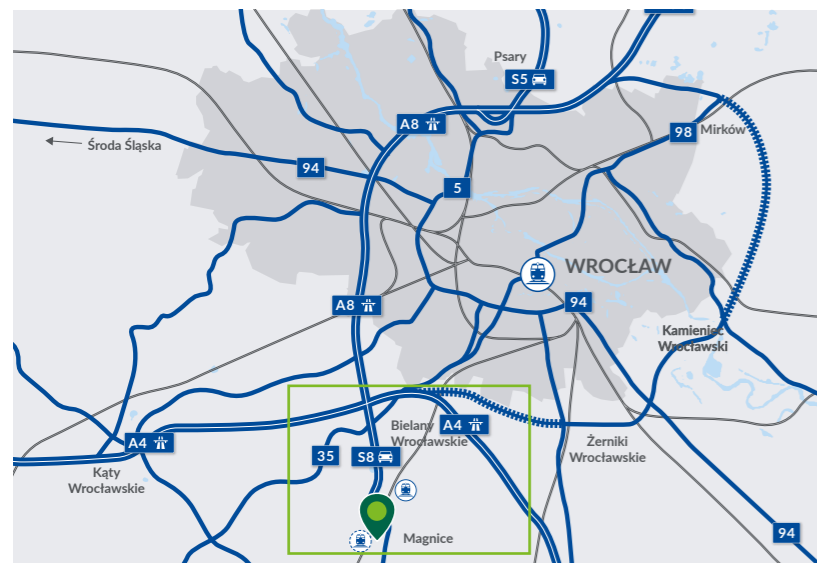 Psary
S5
A8
98
Mirków
Środa Śląska
94
5
WROCŁAW
A8
94
Kamieniec
Wrocławski
Bielany
Wrocławskie
A4
A4
35
S8
Żerniki
Wrocławskie
Kąty
Wrocławskie
Magnice
94